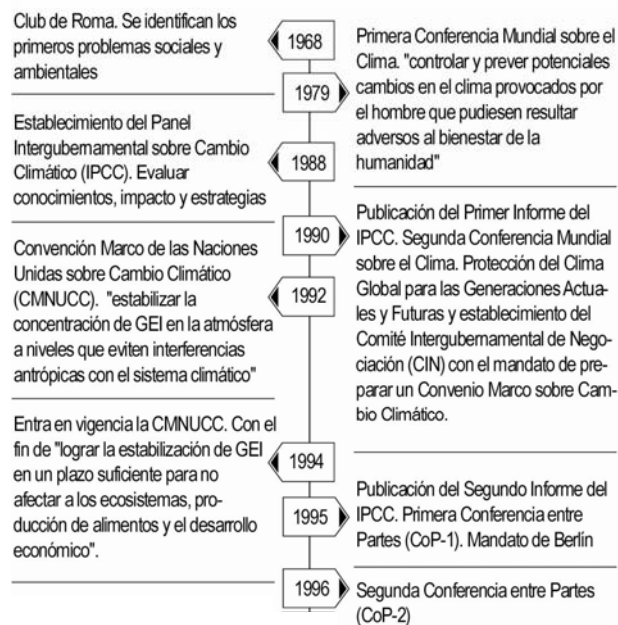 Club de Roma. Se identifican los
primeros problemas sociales y
ambientales
1968
Primera Conferencia Mundial sobre el
Clima. "controlar y prever potenciales
cambios en el clima provocados por
el hombre que pudiesen resultar
adversos al bienestar de la
humanidad"
1979
Establecimiento del Panel
Intergubernamental sobre Cambio
Climático (IPCC). Evaluar
conocimientos, impacto y estrategias
1988
Publicación del Primer Informe del
IPCC. Segunda Conferencia Mundial
sobre el Clima. Protección del Clima
Global para las Generaciones Actua-
les y Futuras y establecimiento del
Comité Intergubernamental de Nego-
ciación (CIN) con el mandato de pre-
parar un Convenio Marco sobre Cam-
bio Climático.
1990
Convención Marco de las Naciones
Unidas sobre Cambio Climático
(CMNUCC). "estabilizar la
concentración de GEI en la atmósfera
a niveles que eviten interferencias
antrópicas con el sistema climático"
1992
Entra en vigencia la CMNUCC. Con el
fin de "lograr la estabilización de GEI
en un plazo suficiente para no
afectar a los ecosistemas, pro-
ducción de alimentos y el desarrollo
económico".
1994
Publicación del Segundo Informe del
IPCC. Primera Conferencia entre
Partes (CoP-1). Mandato de Berlín
1995
1996
Segunda Conferencia entre Partes
(CoP-2)